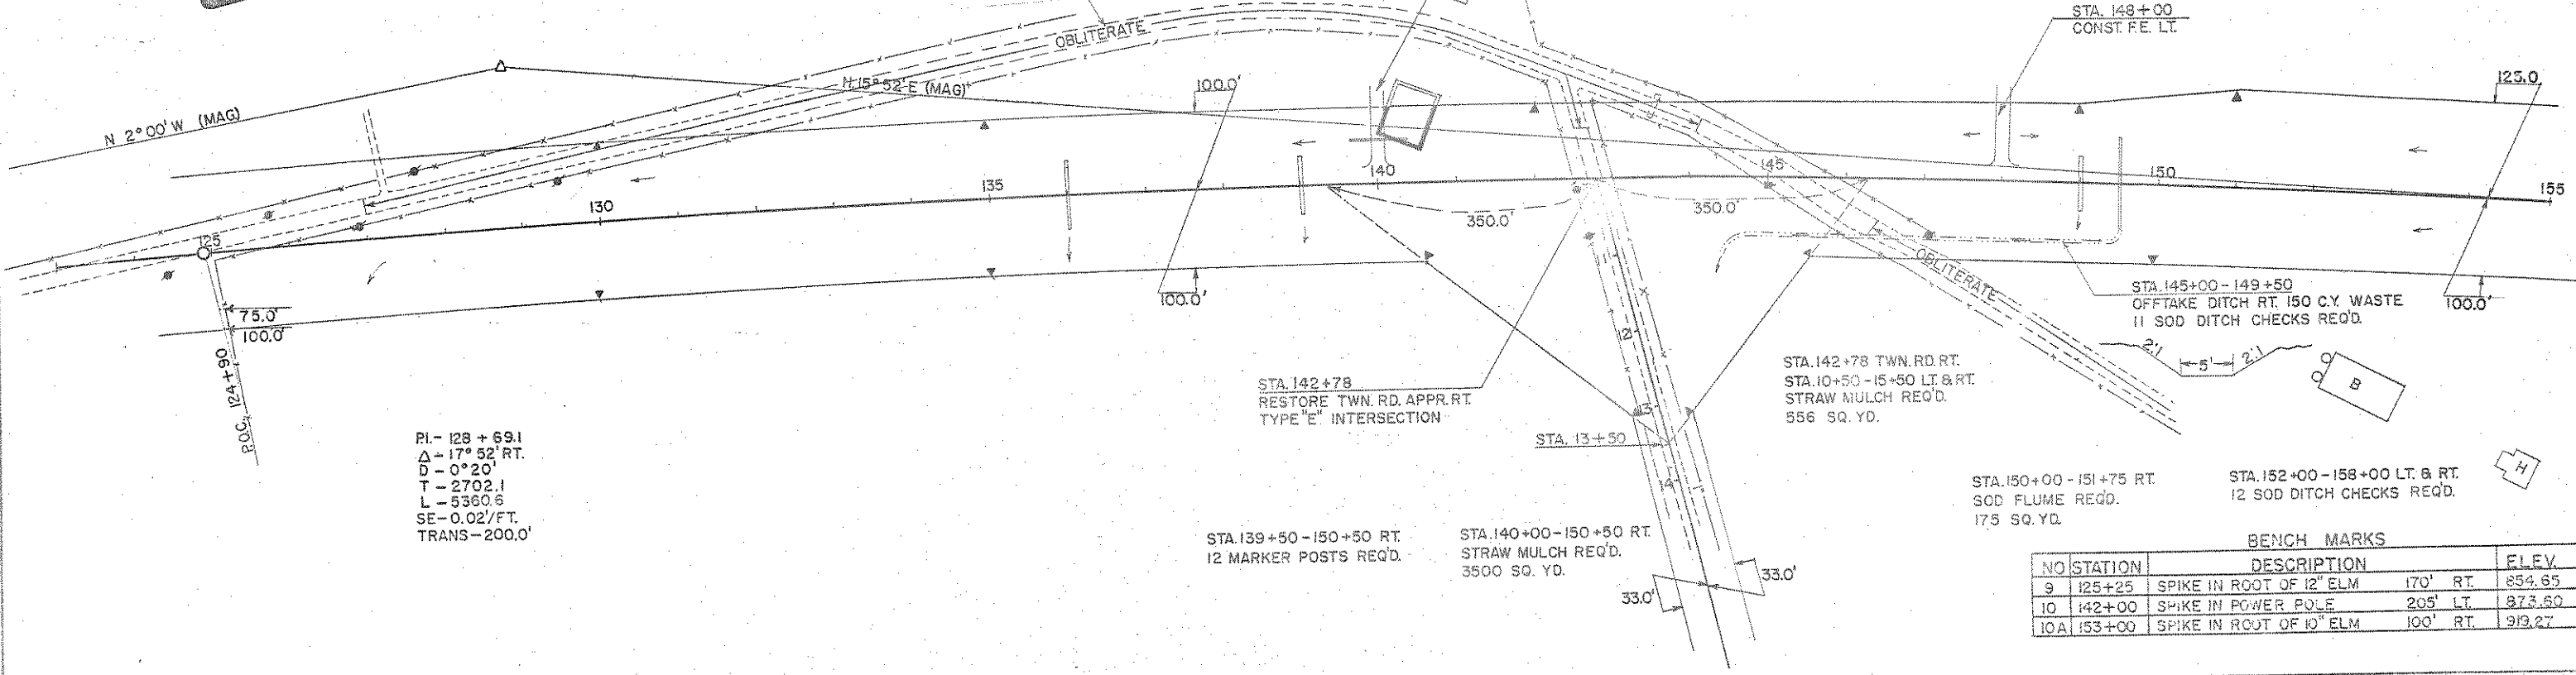 STA. 148+00
CONST. F.E. LT.
OBLITERATE
N 2°00' W (MAG)
N.15°52' E (MAG)
100.0'
125.0
125
130
135
140
145
150
155
350.0'
350.0'
100.0'
100.0'
75.0'
100.0'
P.O.C. 124+90
OBLITERATE
STA. 145+00-149+50
OFFTAKE DITCH RT. 150 C.Y. WASTE
11 SOD DITCH CHECKS REQ'D.
2:1
5'
2:1
B
H
11
12
13
14
STA. 142+78
RESTORE TWN. RD. APPR. RT.
TYPE "E" INTERSECTION
STA. 142+78 TWN. RD. RT.
STA. 10+50-15+50 LT. & RT.
STRAW MULCH REQ'D.
556 SQ. YD.
STA. 13+50
P.I.- 128 + 69.1
Δ - 17° 52' RT.
D - 0°20'
T - 2702.1
L - 5360.6
SE-0.02'/FT.
TRANS-200.0'
STA. 139+50-150+50 RT.
12 MARKER POSTS REQ'D.
STA. 140+00-150+50 RT.
STRAW MULCH REQ'D.
3500 SQ. YD.
STA. 150+00-151+75 RT.
SOD FLUME REQ'D.
175 SQ. YD.
STA. 152+00-158+00 LT. & RT.
12 SOD DITCH CHECKS REQ'D.
33.0'
33.0'
BENCH MARKS
NO STATION DESCRIPTION ELEV.
9 125+25 SPIKE IN ROOT OF 12" ELM 170' RT. 854.65
10 142+00 SPIKE IN POWER POLE 205' LT. 873.60
10A 153+00 SPIKE IN ROOT OF 10" ELM 100' RT. 919.27